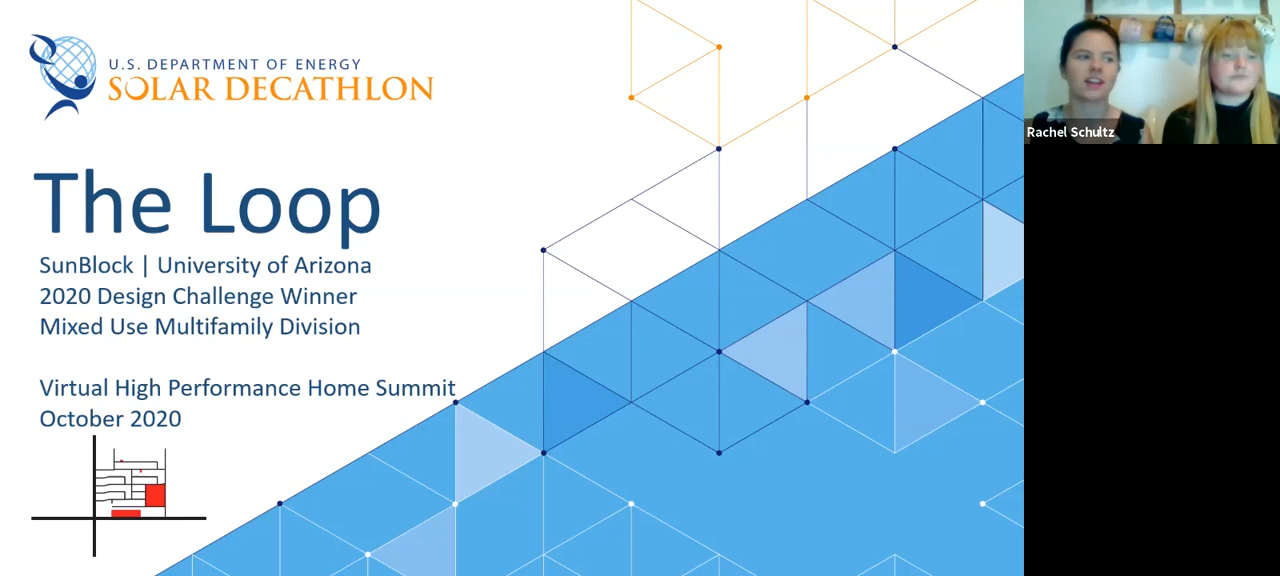 U.S. DEPARTMENT OF ENERGY
SOLAR DECATHLON
The Loop
SunBlock | University of Arizona
2020 Design Challenge Winner
Mixed Use Multifamily Division
Virtual High Performance Home Summit
October 2020
Rachel Schultz